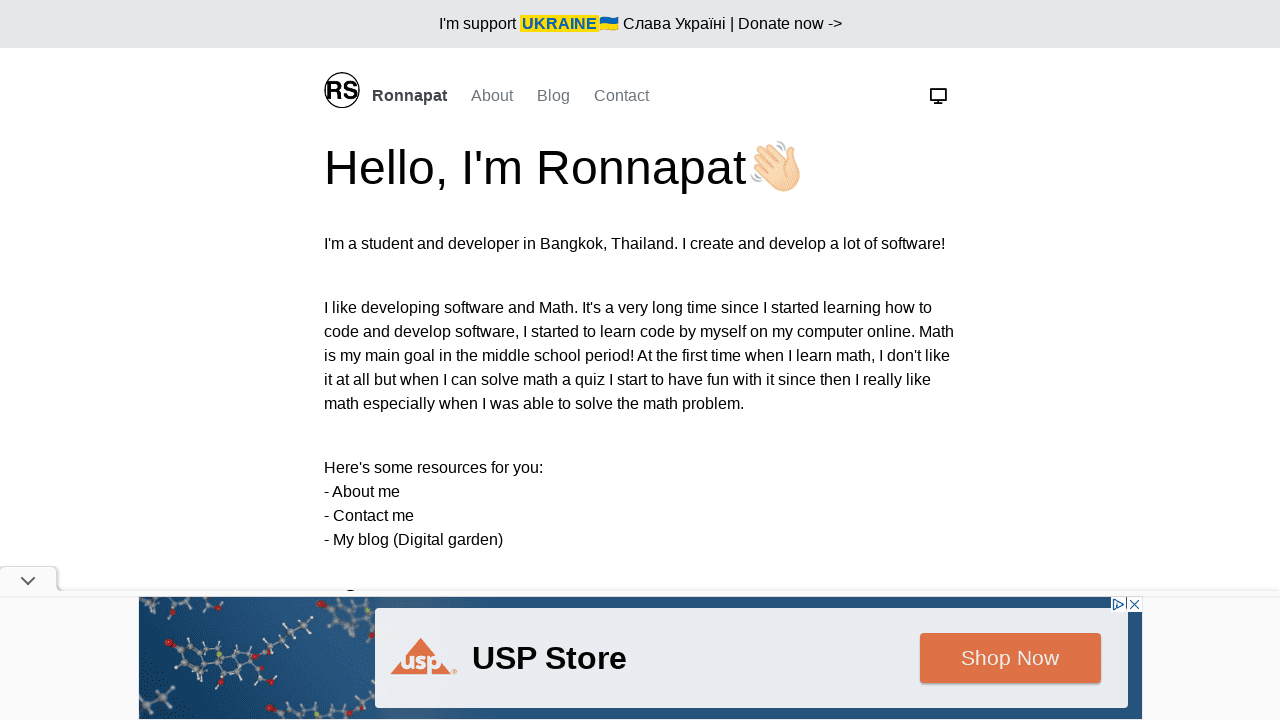 I'm support UKRAINE Слава Україні | Donate now ->
RS Ronnapat About Blog Contact
Hello, I'm Ronnapat
I'm a student and developer in Bangkok, Thailand. I create and develop a lot of software!
I like developing software and Math. It's a very long time since I started learning how to
code and develop software, I started to learn code by myself on my computer online. Math
is my main goal in the middle school period! At the first time when I learn math, I don't like
it at all but when I can solve math a quiz I start to have fun with it since then I really like
math especially when I was able to solve the math problem.
Here's some resources for you:
- About me
- Contact me
- My blog (Digital garden)
usp USP Store Shop Now